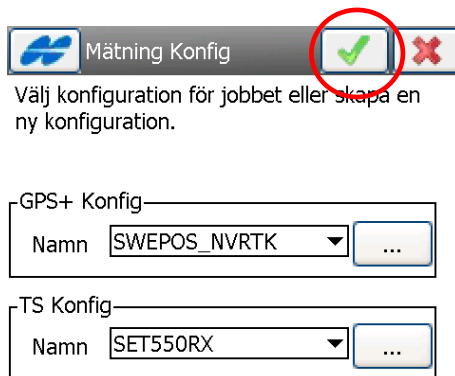 Mätning Konfig
Välj konfiguration för jobbet eller skapa en
ny konfiguration.
GPS+ Konfig
Namn SWEPOS_NVRTK ...
TS Konfig
Namn SET550RX ...